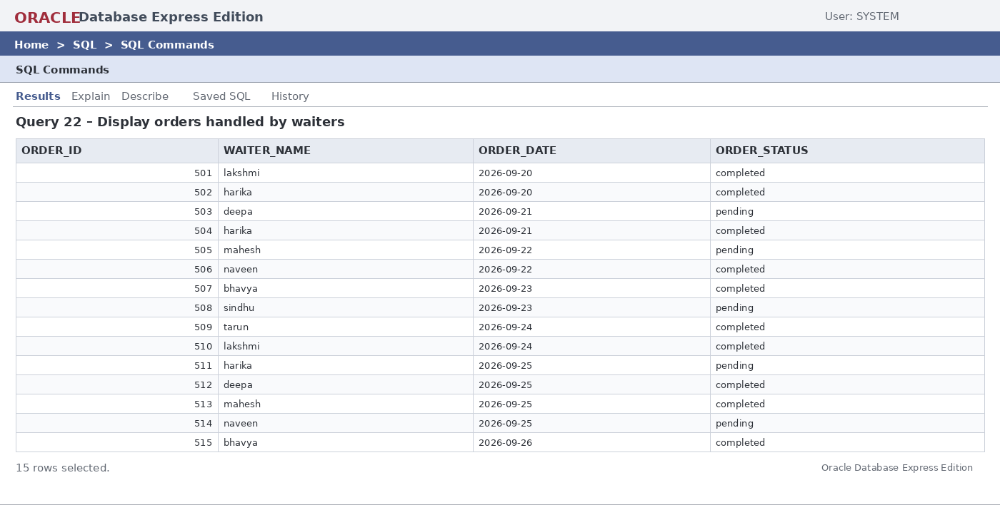 ORACLE Database Express Edition User: SYSTEM
Home > SQL > SQL Commands
SQL Commands
Results Explain Describe Saved SQL History
Query 22 – Display orders handled by waiters
ORDER_ID WAITER_NAME ORDER_DATE ORDER_STATUS
501 lakshmi 2026-09-20 completed
502 harika 2026-09-20 completed
503 deepa 2026-09-21 pending
504 harika 2026-09-21 completed
505 mahesh 2026-09-22 pending
506 naveen 2026-09-22 completed
507 bhavya 2026-09-23 completed
508 sindhu 2026-09-23 pending
509 tarun 2026-09-24 completed
510 lakshmi 2026-09-24 completed
511 harika 2026-09-25 pending
512 deepa 2026-09-25 completed
513 mahesh 2026-09-25 completed
514 naveen 2026-09-25 pending
515 bhavya 2026-09-26 completed
15 rows selected. Oracle Database Express Edition